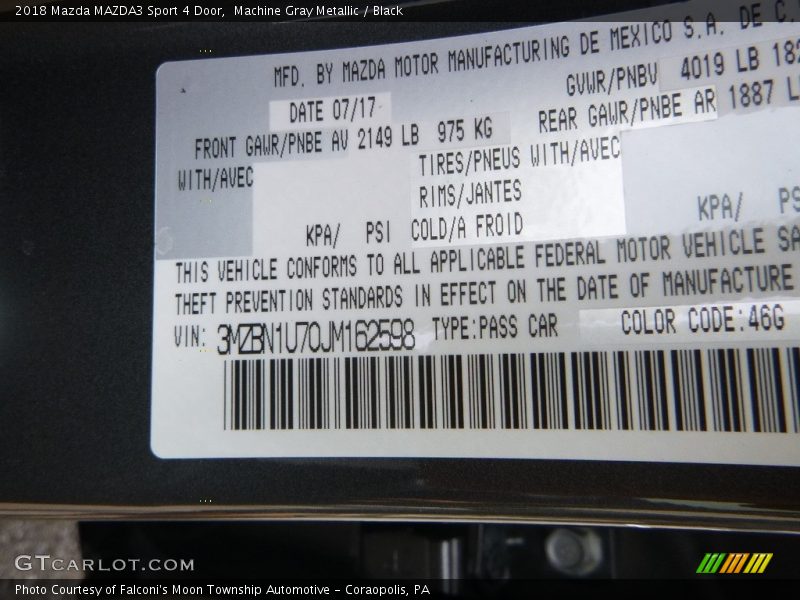 2018 Mazda MAZDA3 Sport 4 Door,  Machine Gray Metallic / Black
MFD. BY MAZDA MOTOR MANUFACTURING DE MEXICO S.A. DE C.
DATE 07/17
GVWR/PNBV 4019 LB 182
FRONT GAWR/PNBE AV 2149 LB 975 KG
REAR GAWR/PNBE AR 1887 L
WITH/AVEC
TIRES/PNEUS WITH/AVEC
RIMS/JANTES
KPA/ PSI COLD/A FROID
KPA/ PS
THIS VEHICLE CONFORMS TO ALL APPLICABLE FEDERAL MOTOR VEHICLE SA
THEFT PREVENTION STANDARDS IN EFFECT ON THE DATE OF MANUFACTURE
VIN: 3MZBN1U70JM162598 TYPE:PASS CAR COLOR CODE:46G
GTCARLOT.COM
Photo Courtesy of Falconi's Moon Township Automotive - Coraopolis, PA